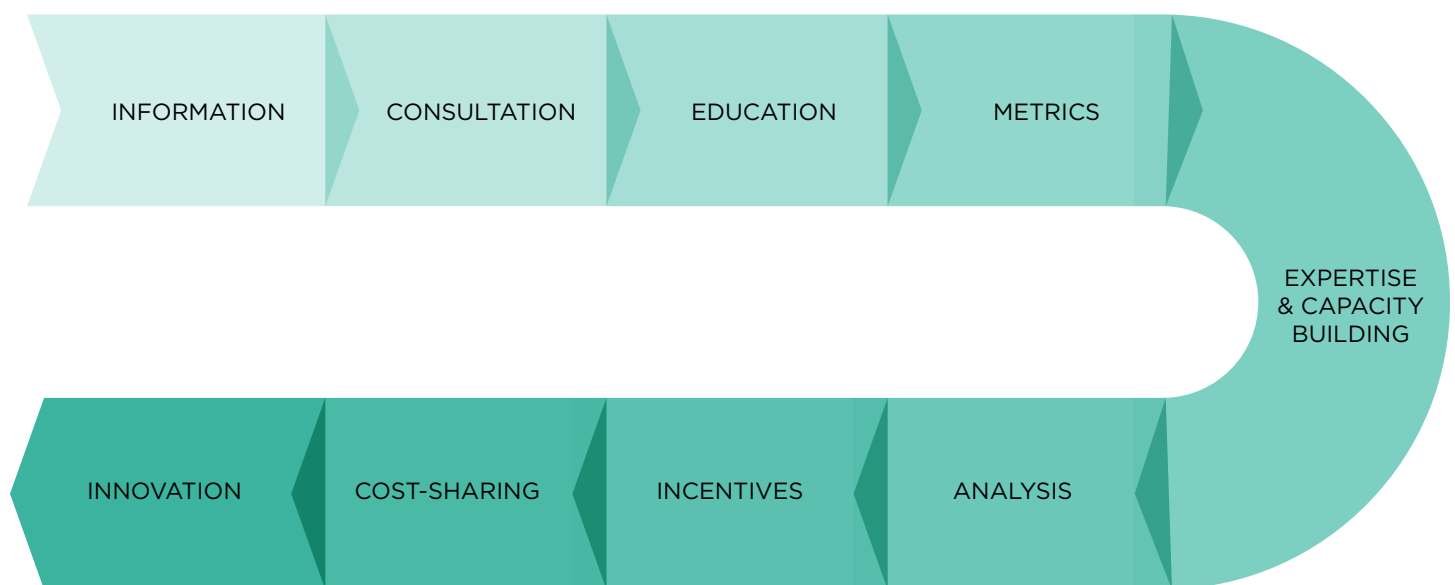 INFORMATION
CONSULTATION
EDUCATION
METRICS
EXPERTISE
& CAPACITY
BUILDING
ANALYSIS
INCENTIVES
COST-SHARING
INNOVATION